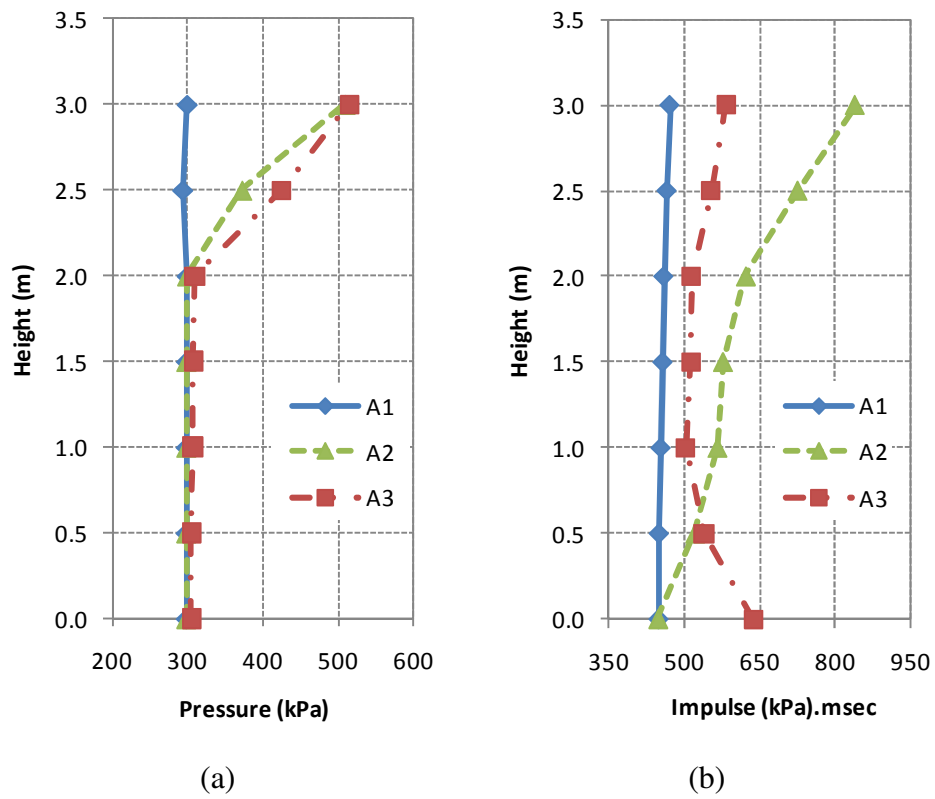 3.5
3.0
2.5
2.0
1.5
1.0
0.5
0.0
Height (m)
200 300 400 500 600
Pressure (kPa)
A1
A2
A3
(a)
3.5
3.0
2.5
2.0
1.5
1.0
0.5
0.0
Height (m)
350 500 650 800 950
Impulse (kPa).msec
A1
A2
A3
(b)